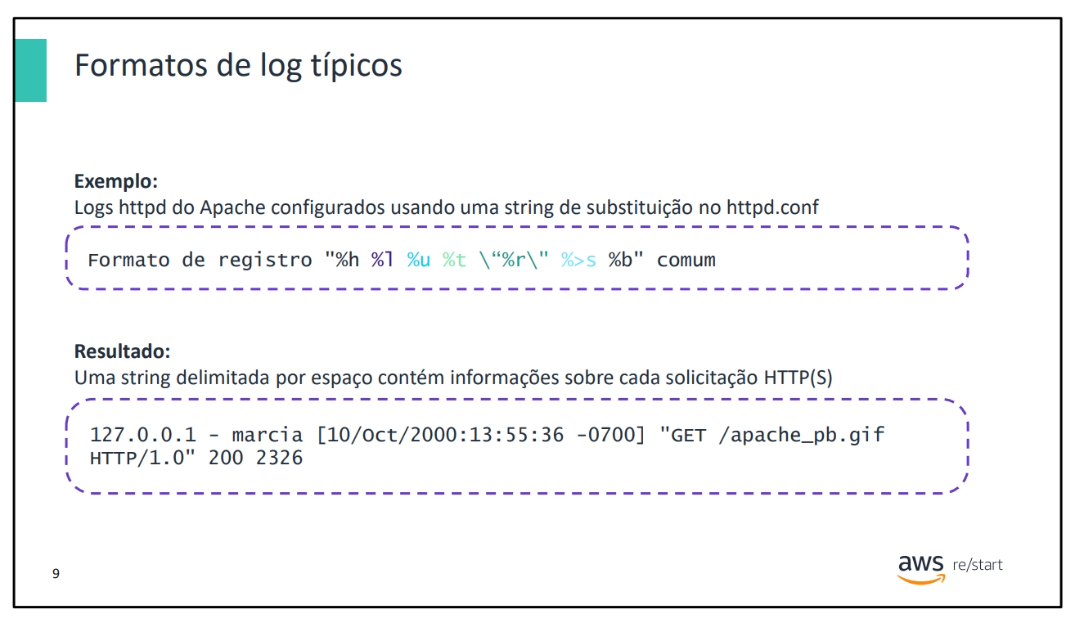 Formatos de log típicos
Exemplo:
Logs httpd do Apache configurados usando uma string de substituição no httpd.conf
Formato de registro "%h %l %u %t \“%r\" %>s %b" comum
Resultado:
Uma string delimitada por espaço contém informações sobre cada solicitação HTTP(S)
127.0.0.1 – marcia [10/Oct/2000:13:55:36 -0700] "GET /apache_pb.gif
HTTP/1.0" 200 2326
9
aws re/start